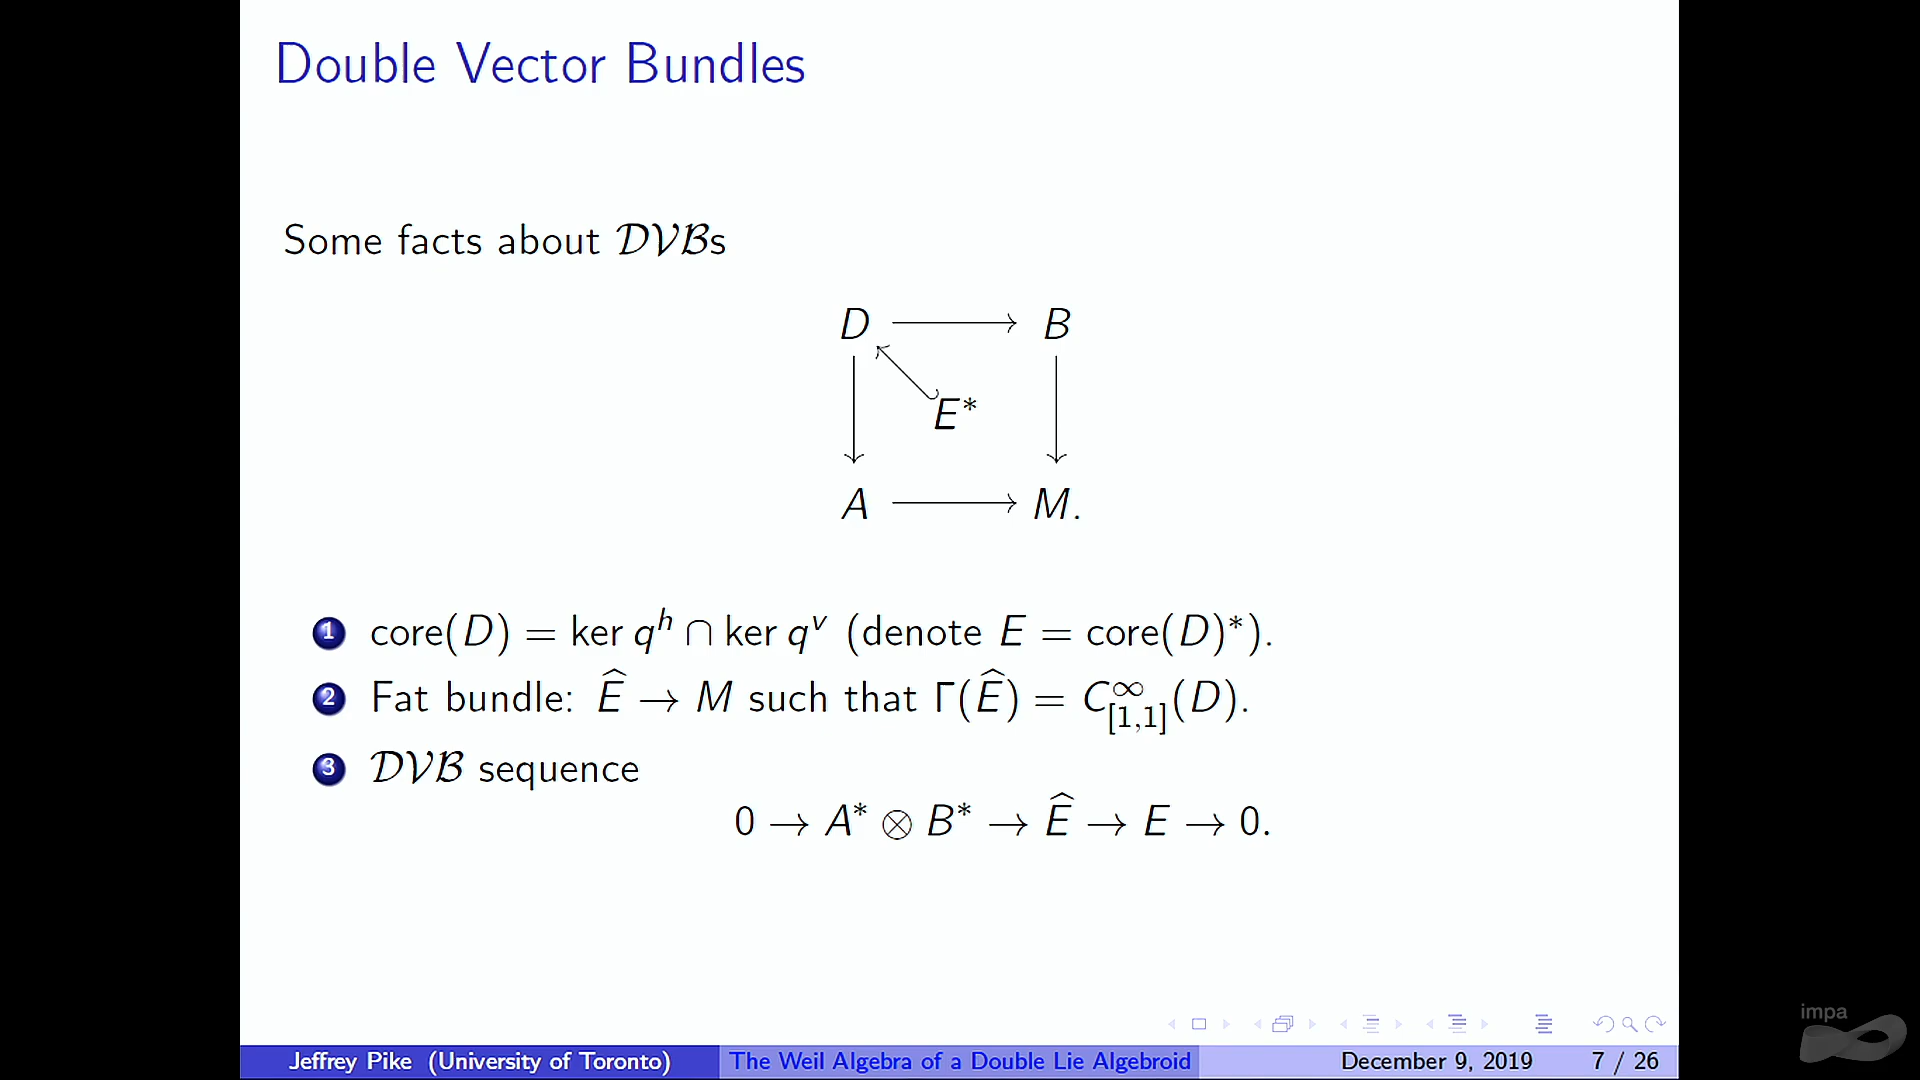 Double Vector Bundles
Some facts about 𝒟𝒱ℬs
D → B
E*
A → M.
1 core(D) = ker qʰ ∩ ker qᵛ (denote E = core(D)*).
2 Fat bundle: Ê → M such that Γ(Ê) = C^∞_[1,1](D).
3 𝒟𝒱ℬ sequence
0 → A* ⊗ B* → Ê → E → 0.
impa
Jeffrey Pike (University of Toronto) The Weil Algebra of a Double Lie Algebroid December 9, 2019 7 / 26